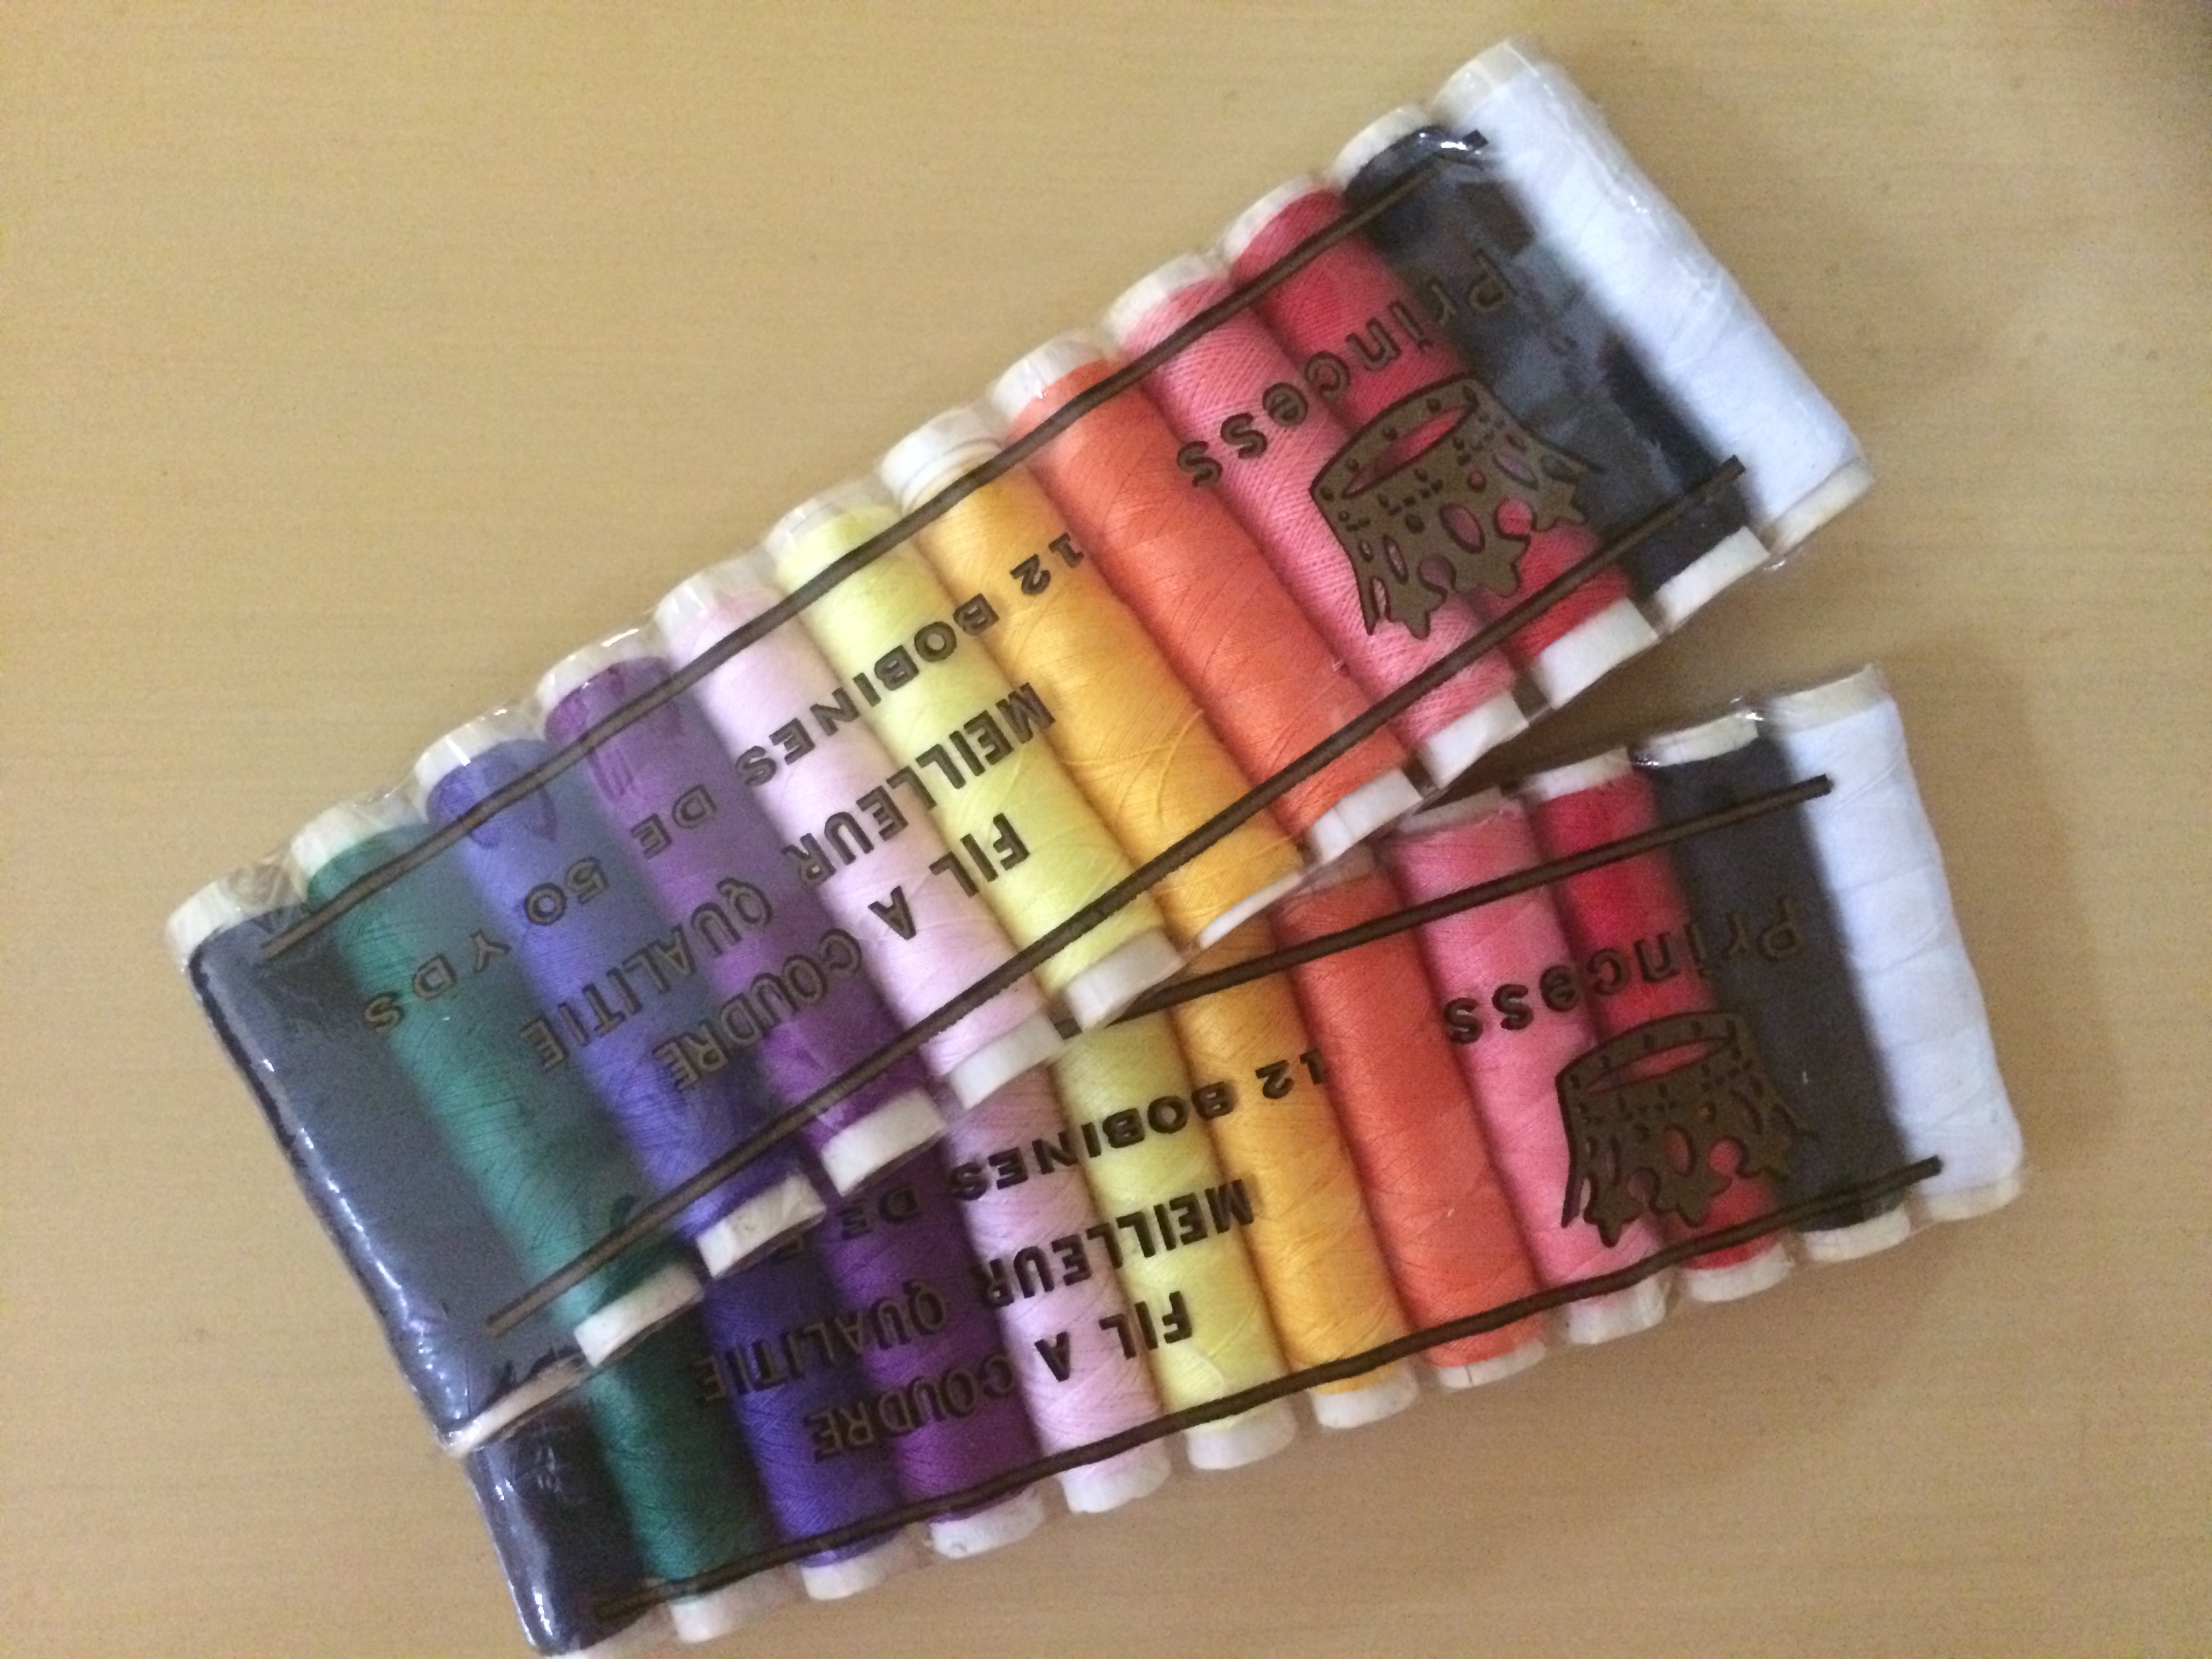 Princess
FIL A COUDRE
MEILLEUR QUALITIE
12 BOBINES DE 50 YDS
Princess
FIL A COUDRE
MEILLEUR QUALITIE
12 BOBINES DE